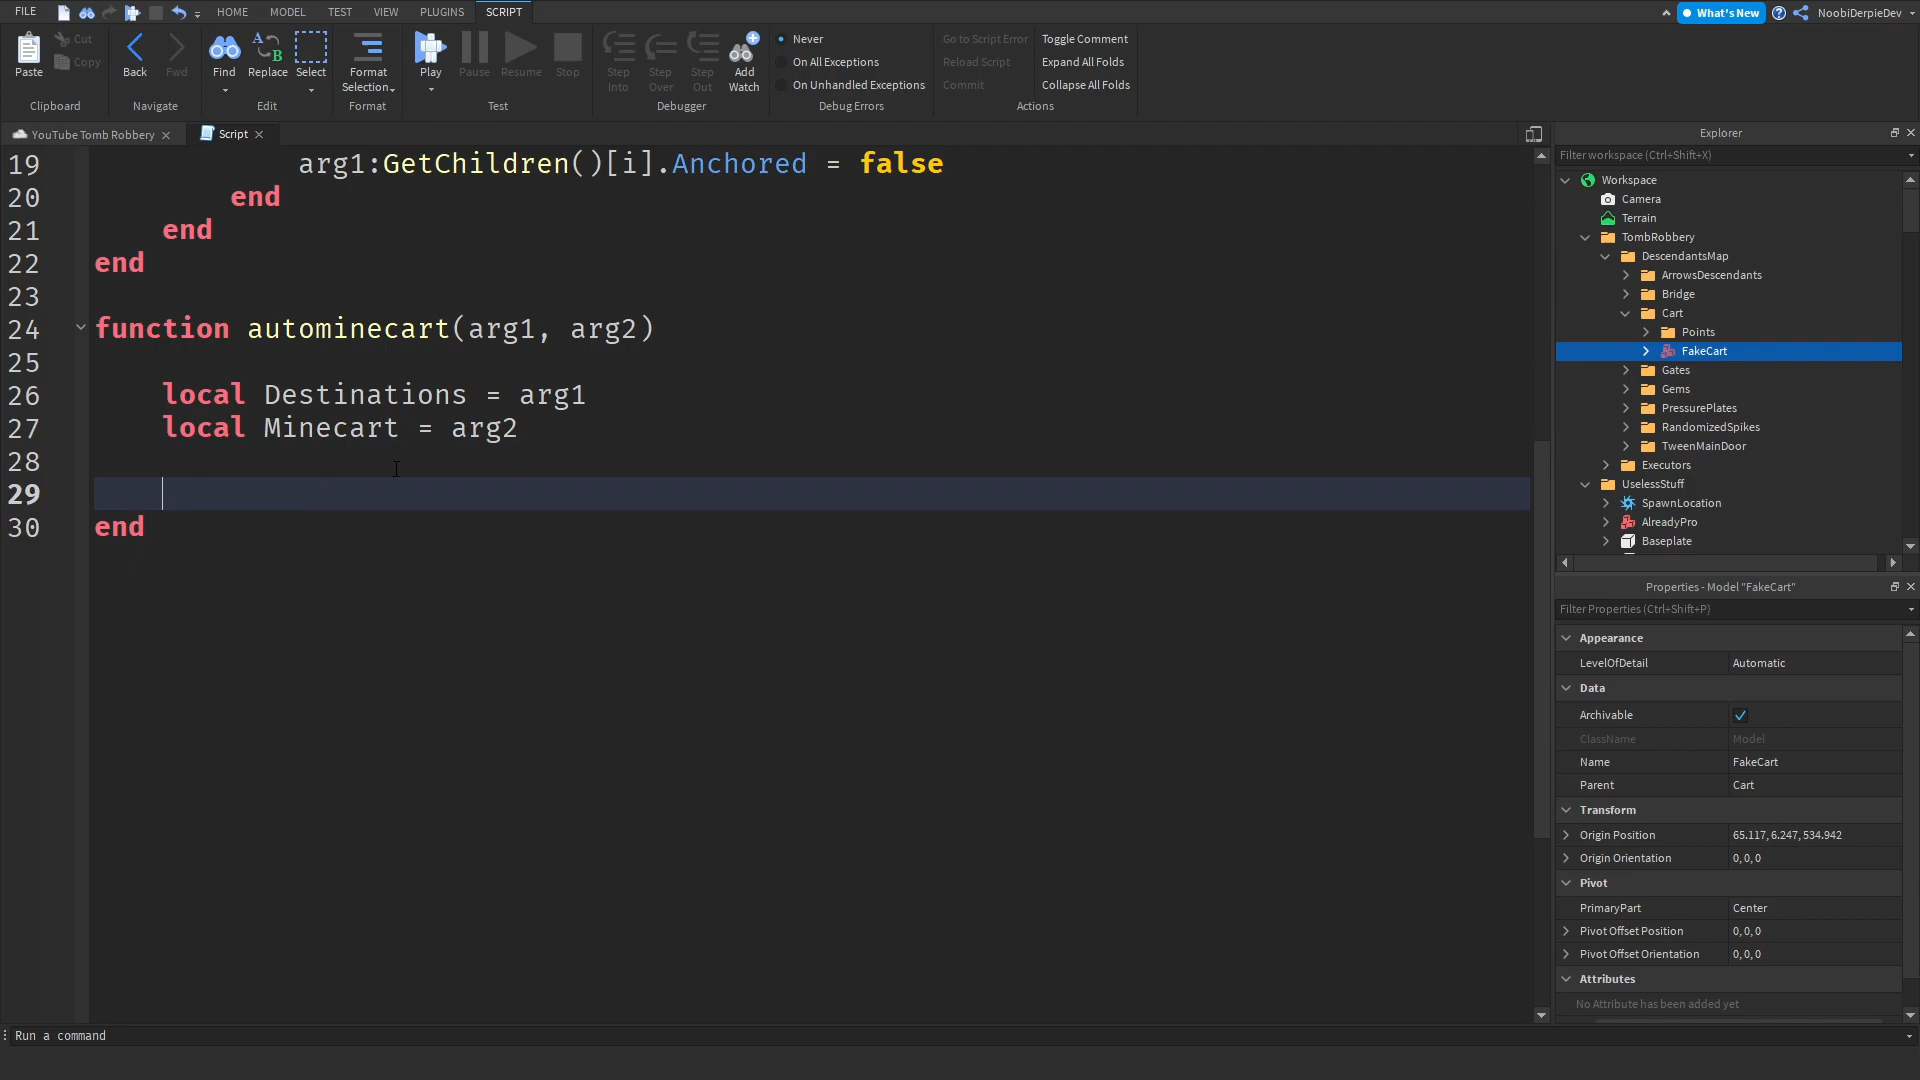 FILE HOME MODEL TEST VIEW PLUGINS SCRIPT What's New NoobiDerpieDev
Paste Cut Copy Clipboard
Back Fwd Navigate
Find Replace Select Edit
Format Selection Format
Play Pause Resume Stop Test
Step Into Step Over Step Out Add Watch Debugger
Never
On All Exceptions
On Unhandled Exceptions
Debug Errors
Go to Script Error Toggle Comment
Reload Script Expand All Folds
Commit Collapse All Folds
Actions
YouTube Tomb Robbery Script
19 arg1:GetChildren()[i].Anchored = false
20 end
21 end
22 end
23
24 function autominecart(arg1, arg2)
25
26 local Destinations = arg1
27 local Minecart = arg2
28
29
30 end
Explorer
Filter workspace (Ctrl+Shift+X)
Workspace
Camera
Terrain
TombRobbery
DescendantsMap
ArrowsDescendants
Bridge
Cart
Points
FakeCart
Gates
Gems
PressurePlates
RandomizedSpikes
TweenMainDoor
Executors
UselessStuff
SpawnLocation
AlreadyPro
Baseplate
Properties - Model "FakeCart"
Filter Properties (Ctrl+Shift+P)
Appearance
LevelOfDetail Automatic
Data
Archivable
ClassName Model
Name FakeCart
Parent Cart
Transform
Origin Position 65.117, 6.247, 534.942
Origin Orientation 0, 0, 0
Pivot
PrimaryPart Center
Pivot Offset Position 0, 0, 0
Pivot Offset Orientation 0, 0, 0
Attributes
No Attribute has been added yet
Run a command